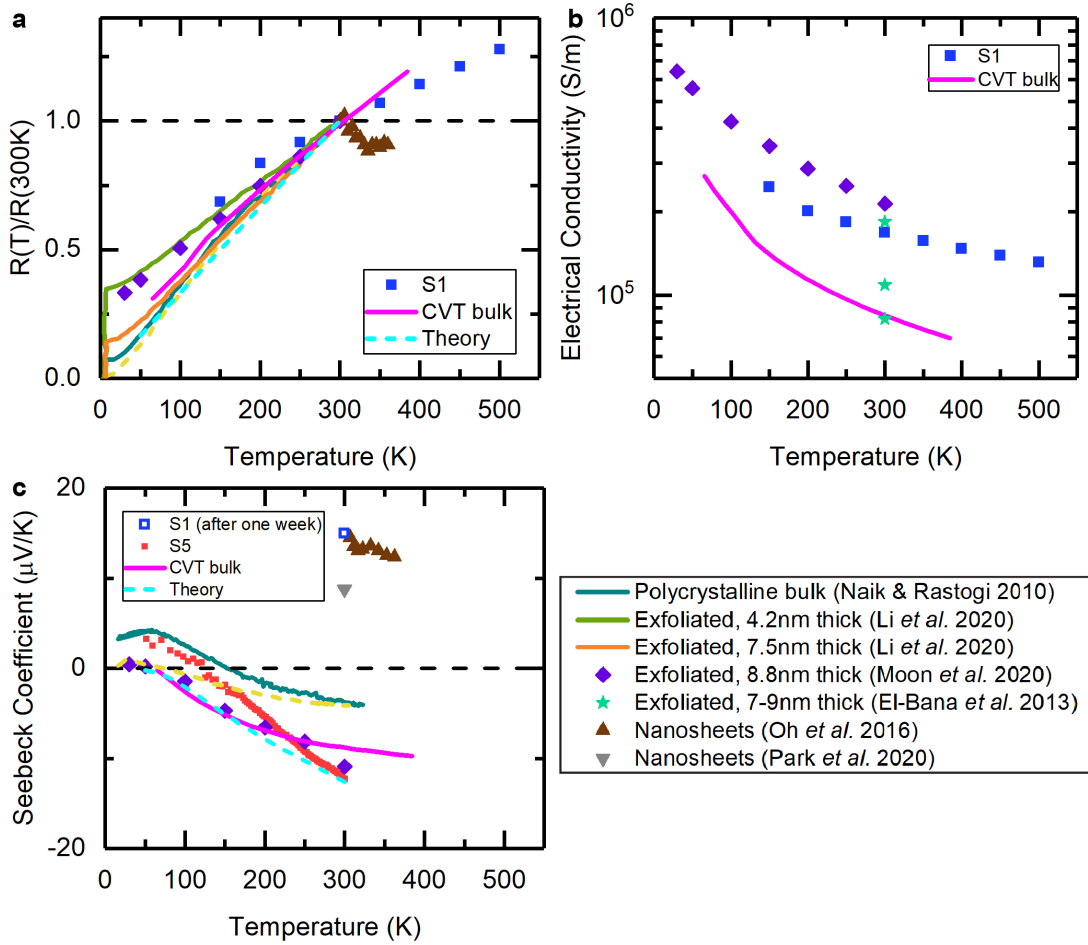 a
R(T)/R(300K)
1.0
0.5
0.0
0 100 200 300 400 500
Temperature (K)
S1
CVT bulk
Theory
b
Electrical Conductivity (S/m)
10⁶
10⁵
0 100 200 300 400 500
Temperature (K)
S1
CVT bulk
c
Seebeck Coefficient (μV/K)
20
0
-20
0 100 200 300 400 500
Temperature (K)
S1 (after one week)
S5
CVT bulk
Theory
Polycrystalline bulk (Naik & Rastogi 2010)
Exfoliated, 4.2nm thick (Li et al. 2020)
Exfoliated, 7.5nm thick (Li et al. 2020)
Exfoliated, 8.8nm thick (Moon et al. 2020)
Exfoliated, 7-9nm thick (El-Bana et al. 2013)
Nanosheets (Oh et al. 2016)
Nanosheets (Park et al. 2020)